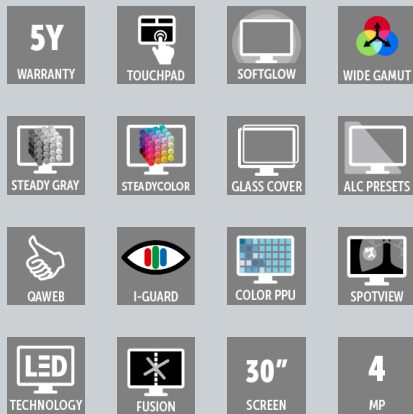 5Y
WARRANTY
TOUCHPAD
SOFTGLOW
WIDE GAMUT
STEADY GRAY
STEADYCOLOR
GLASS COVER
ALC PRESETS
QAWEB
I-GUARD
COLOR PPU
SPOTVIEW
LED
TECHNOLOGY
FUSION
30"
SCREEN
4
MP